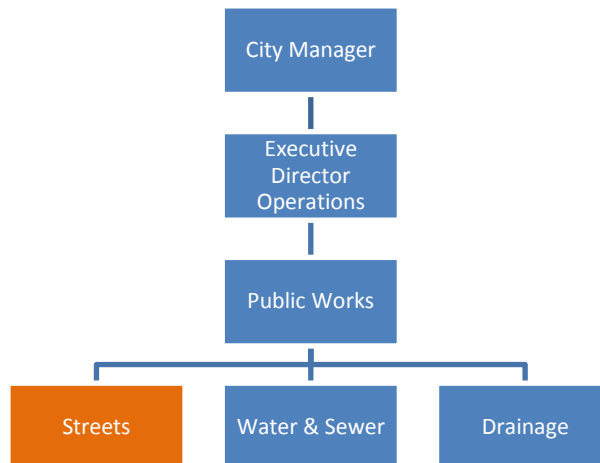 City Manager
Executive
Director
Operations
Public Works
Streets
Water & Sewer
Drainage